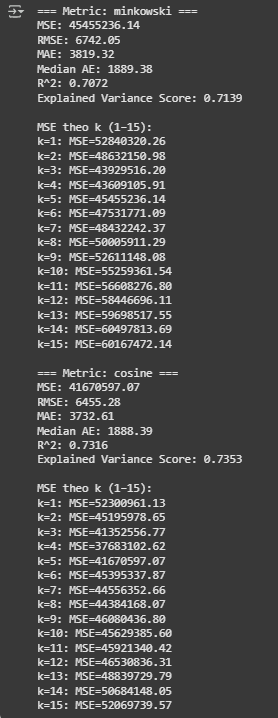 === Metric: minkowski ===
MSE: 45455236.14
RMSE: 6742.05
MAE: 3819.32
Median AE: 1889.38
R^2: 0.7072
Explained Variance Score: 0.7139
MSE theo k (1–15):
k=1: MSE=52840320.26
k=2: MSE=48632150.98
k=3: MSE=43929516.20
k=4: MSE=43609105.91
k=5: MSE=45455236.14
k=6: MSE=47531771.09
k=7: MSE=48432242.37
k=8: MSE=50005911.29
k=9: MSE=52611148.08
k=10: MSE=55259361.54
k=11: MSE=56608276.80
k=12: MSE=58446696.11
k=13: MSE=59698517.55
k=14: MSE=60497813.69
k=15: MSE=60167472.14
=== Metric: cosine ===
MSE: 41670597.07
RMSE: 6455.28
MAE: 3732.61
Median AE: 1888.39
R^2: 0.7316
Explained Variance Score: 0.7353
MSE theo k (1–15):
k=1: MSE=52300961.13
k=2: MSE=45195978.65
k=3: MSE=41352556.77
k=4: MSE=37683102.62
k=5: MSE=41670597.07
k=6: MSE=45395337.87
k=7: MSE=44556352.66
k=8: MSE=44384168.07
k=9: MSE=46080436.80
k=10: MSE=45629385.60
k=11: MSE=45921340.42
k=12: MSE=46530836.31
k=13: MSE=48839729.79
k=14: MSE=50684148.05
k=15: MSE=52069739.57